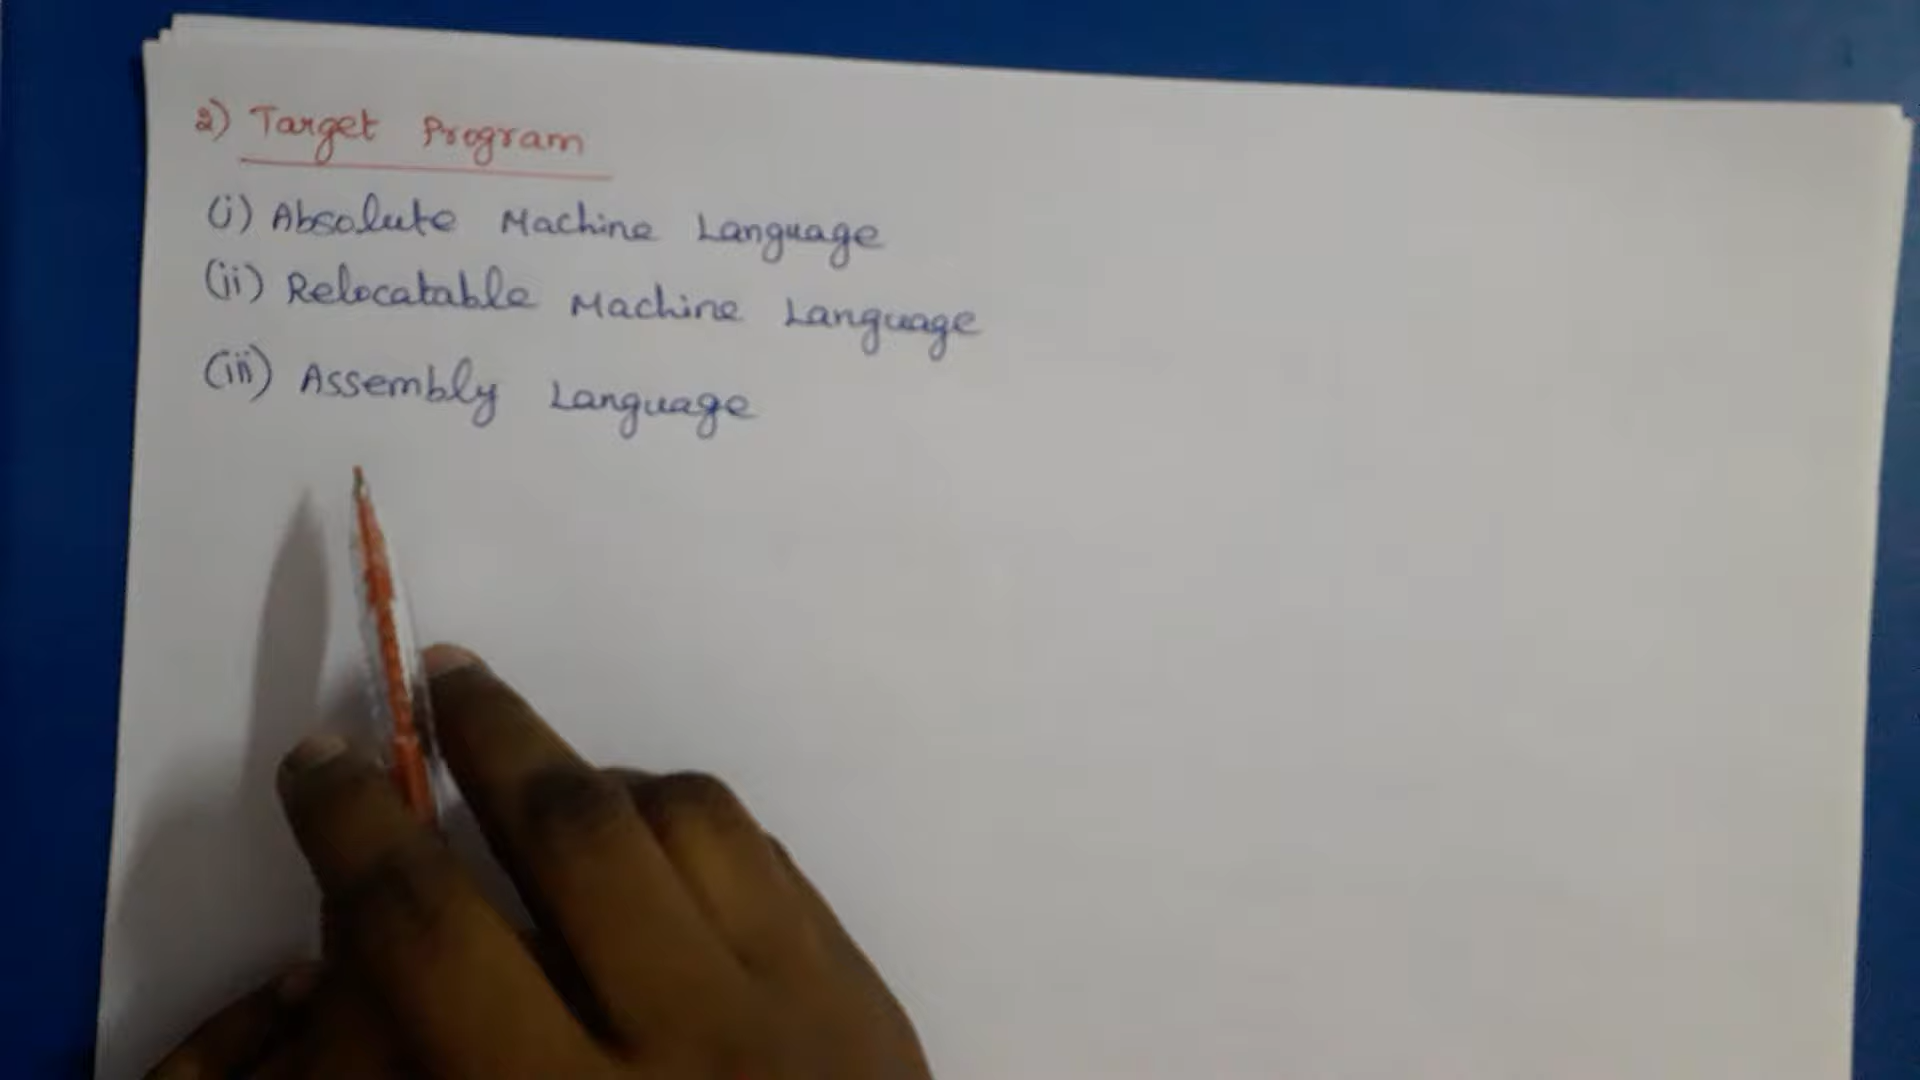 2) Target Program
(i) Absolute Machine Language
(ii) Relocatable Machine Language
(iii) Assembly Language